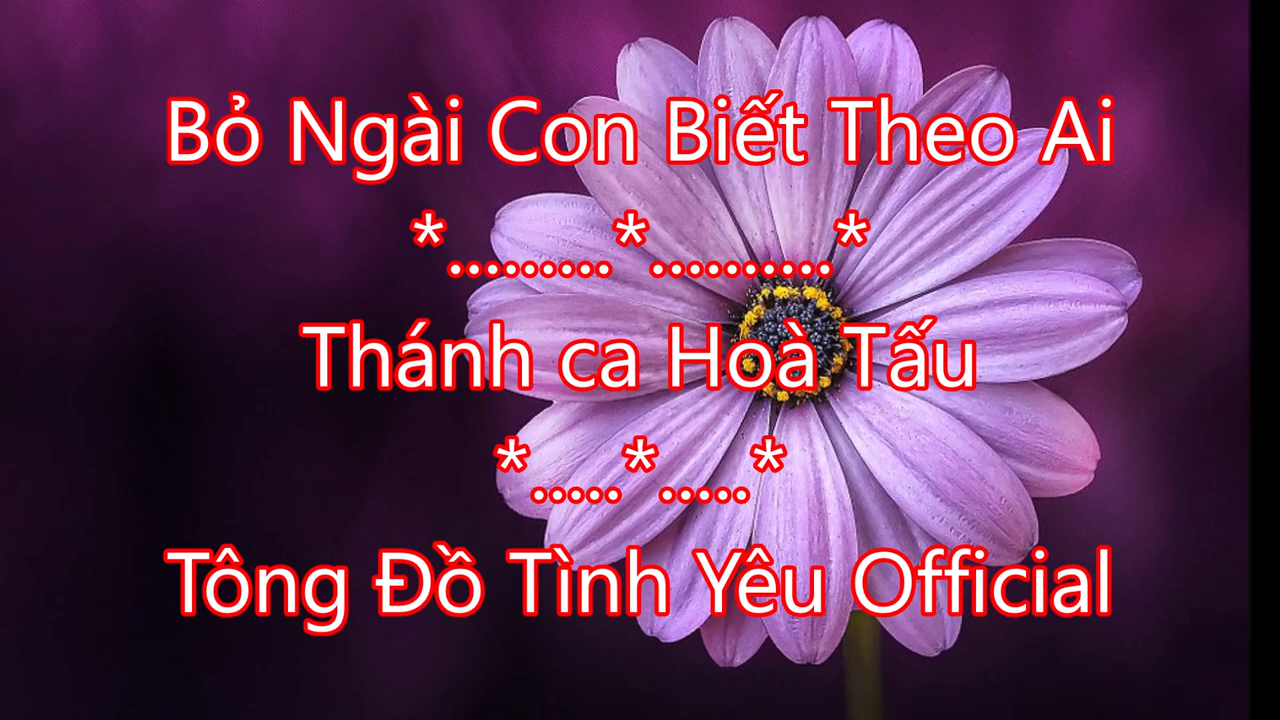 Bỏ Ngài Con Biết Theo Ai
*.........*..........*
Thánh ca Hoà Tấu
*.....*.....*
Tông Đồ Tình Yêu Official